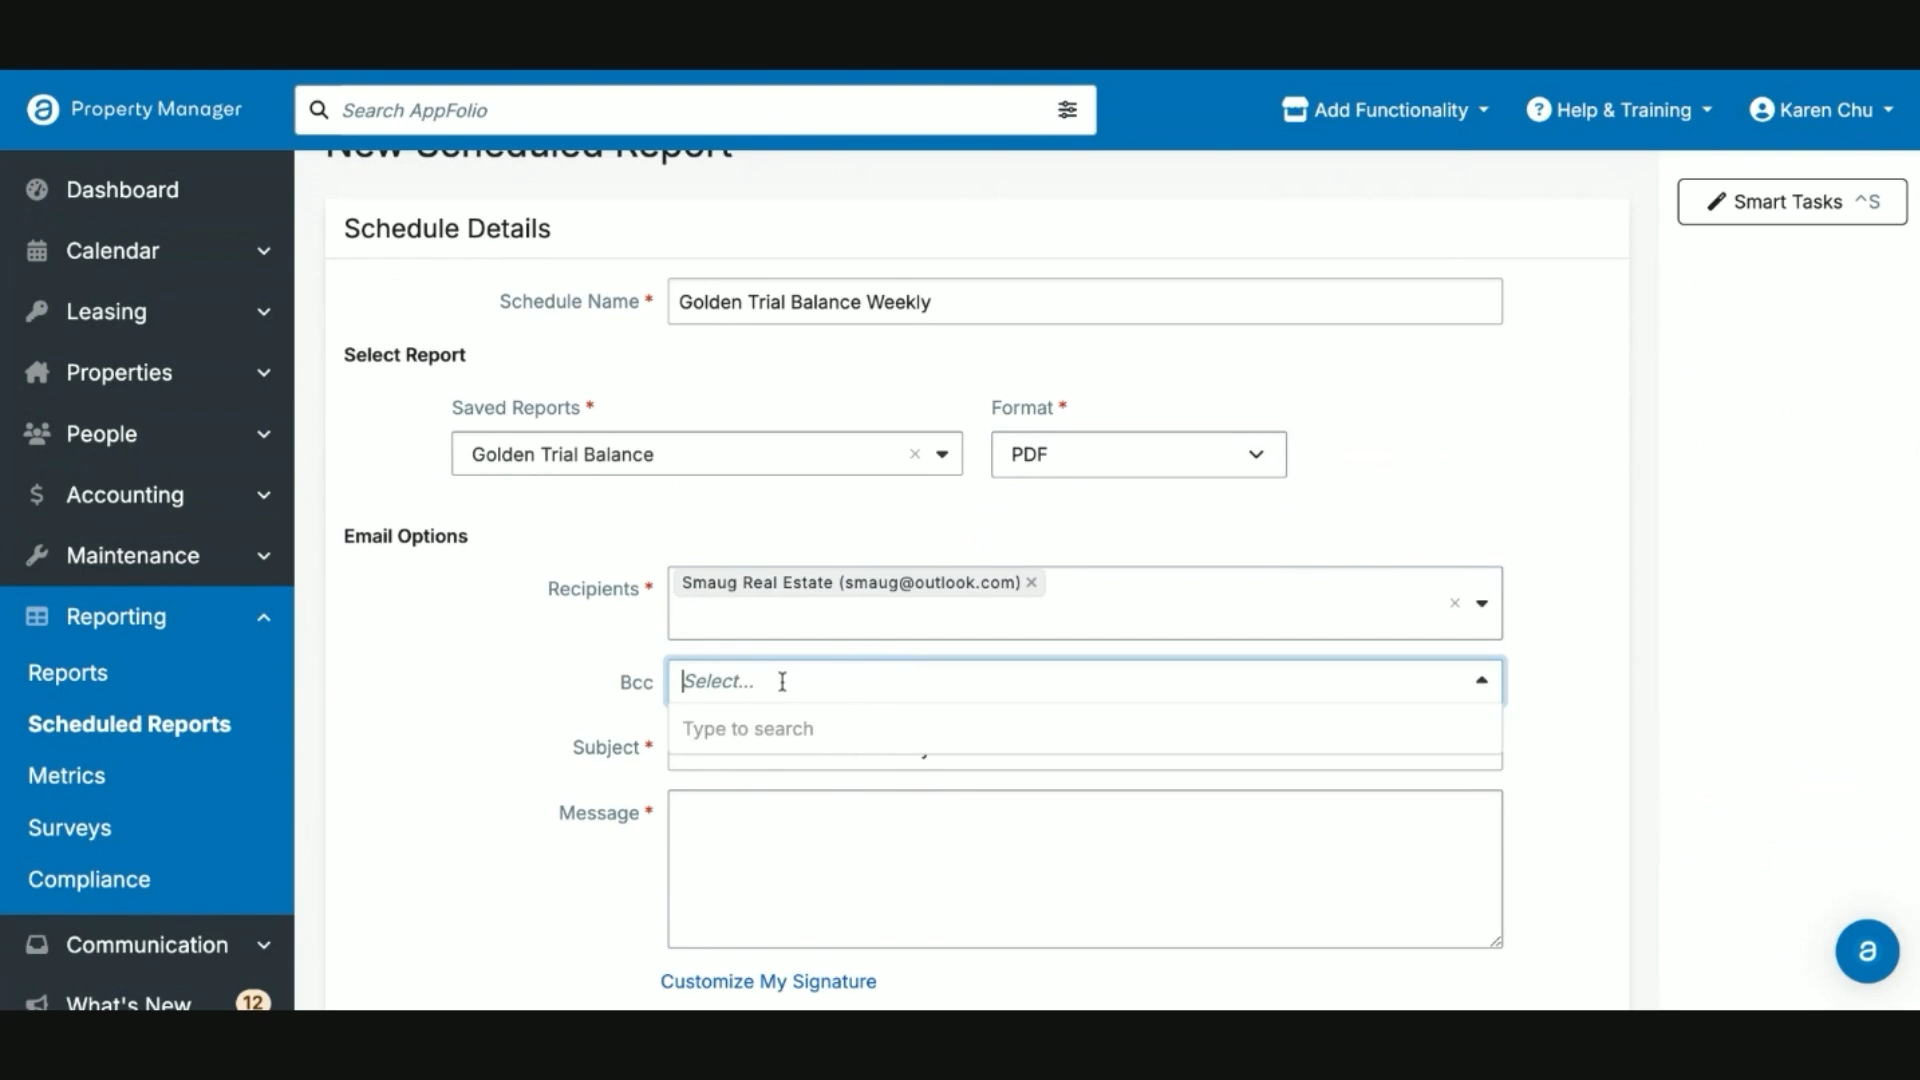 Property Manager
Search AppFolio
Add Functionality
Help & Training
Karen Chu
Dashboard
Calendar
Leasing
Properties
People
Accounting
Maintenance
Reporting
Reports
Scheduled Reports
Metrics
Surveys
Compliance
Communication
What's New 12
New Scheduled Report
Smart Tasks ^S
Schedule Details
Schedule Name * Golden Trial Balance Weekly
Select Report
Saved Reports * Format *
Golden Trial Balance × PDF
Email Options
Recipients * Smaug Real Estate (smaug@outlook.com) ×
×
Bcc Select...
Type to search
Subject *
Message *
Customize My Signature
a